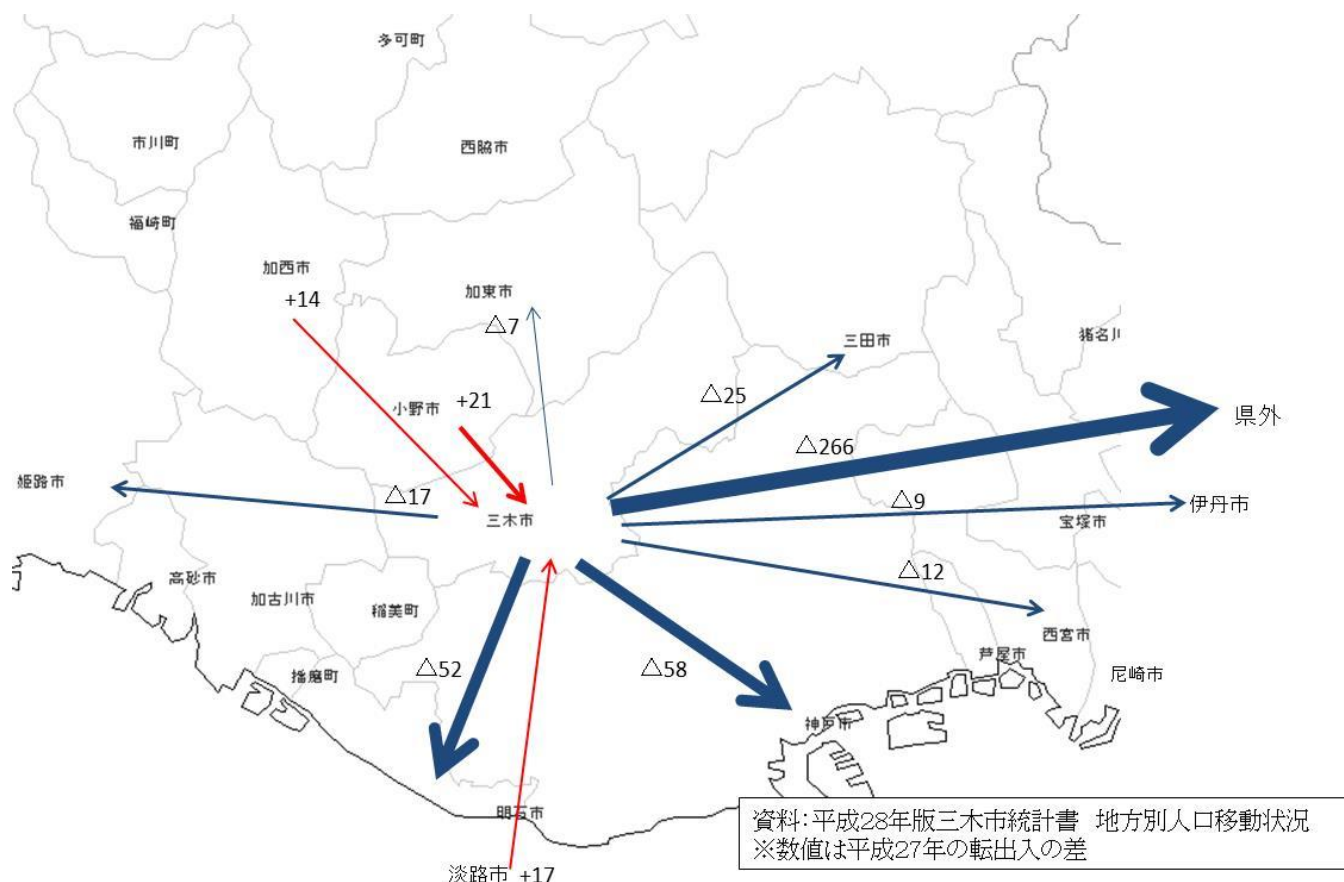 多可町
市川町
西脇市
福崎町
加西市
+14
加東市
△7
三田市
猪名川
小野市
+21
△25
県外
△266
姫路市
△17
三木市
△9
伊丹市
宝塚市
高砂市
加古川市
稲美町
△12
西宮市
芦屋市
尼崎市
播磨町
△52
△58
神戸市
明石市
淡路市 +17
資料:平成28年版三木市統計書 地方別人口移動状況
※数値は平成27年の転出入の差